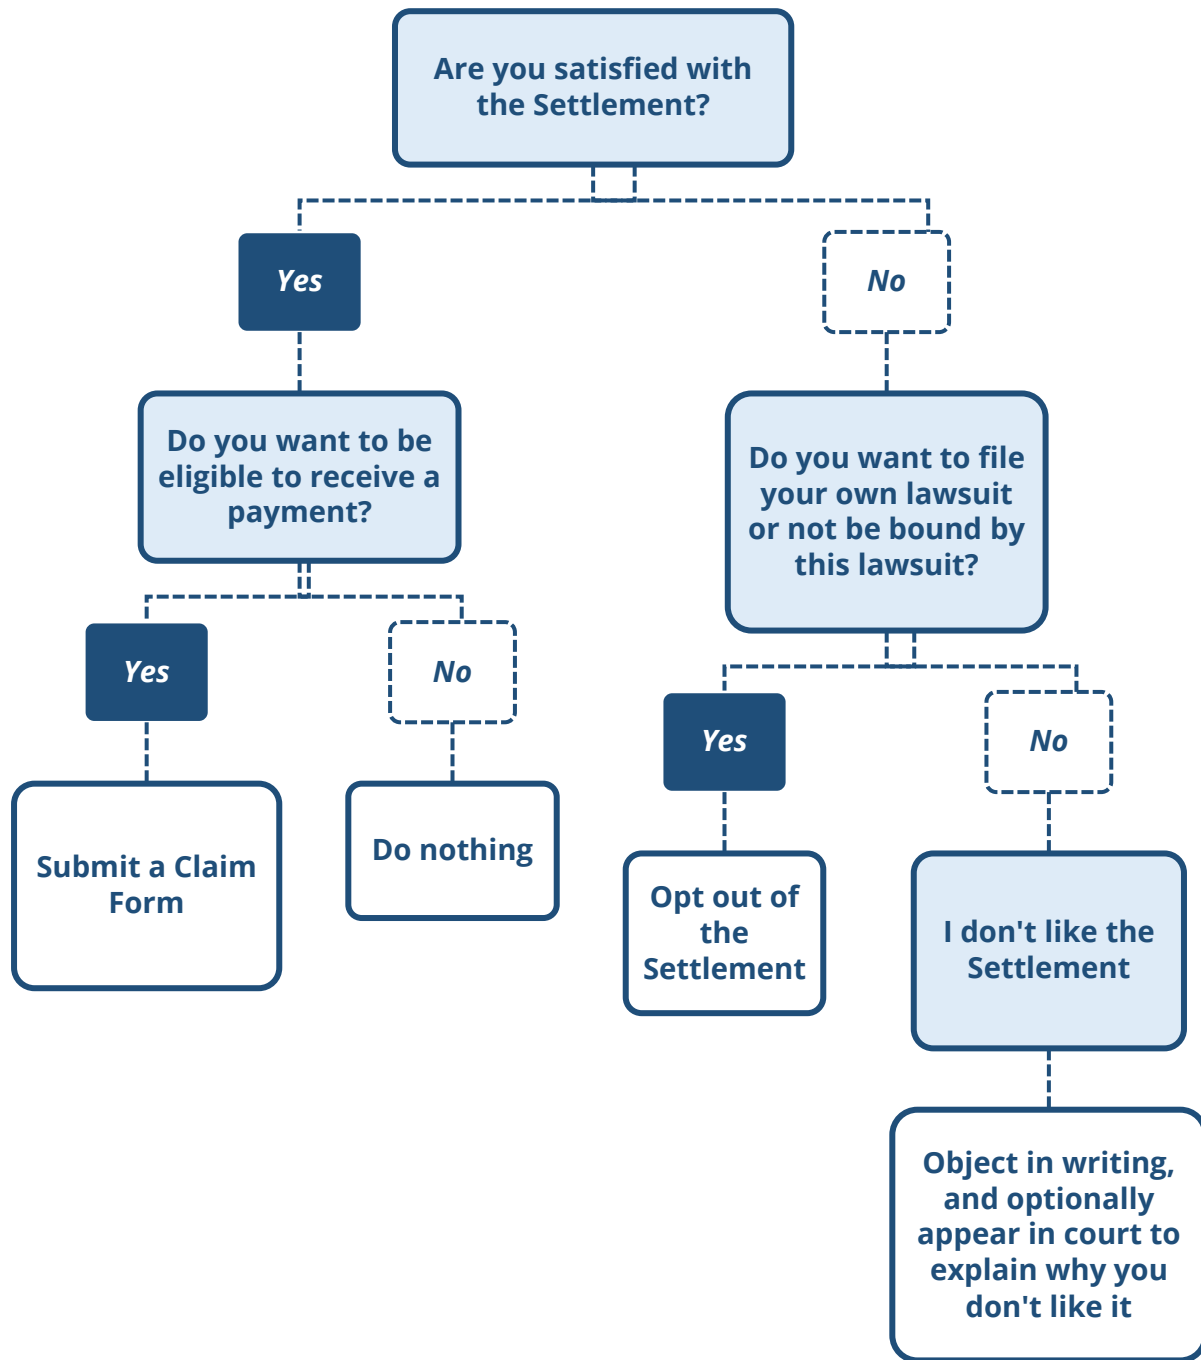 Are you satisfied with
the Settlement?
Yes
No
Do you want to be
eligible to receive a
payment?
Do you want to file
your own lawsuit
or not be bound by
this lawsuit?
Yes
No
Yes
No
Submit a Claim
Form
Do nothing
Opt out of
the
Settlement
I don't like the
Settlement
Object in writing,
and optionally
appear in court to
explain why you
don't like it